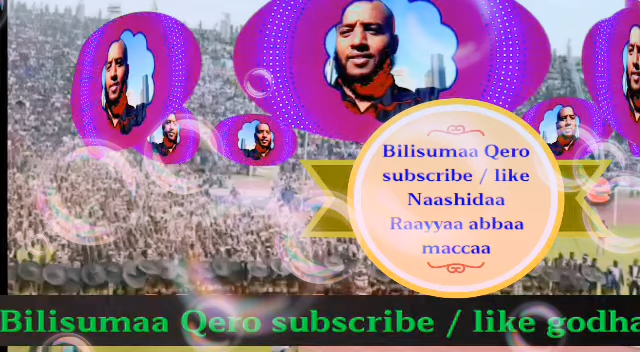 Bilisumaa Qero
subscribe / like
Naashidaa
Raayyaa abbaa
maccaa
Bilisumaa Qero subscribe / like godha